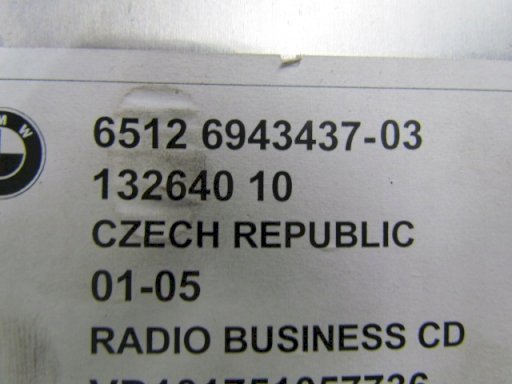 6512 6943437-03
132640 10
CZECH REPUBLIC
01-05
RADIO BUSINESS CD